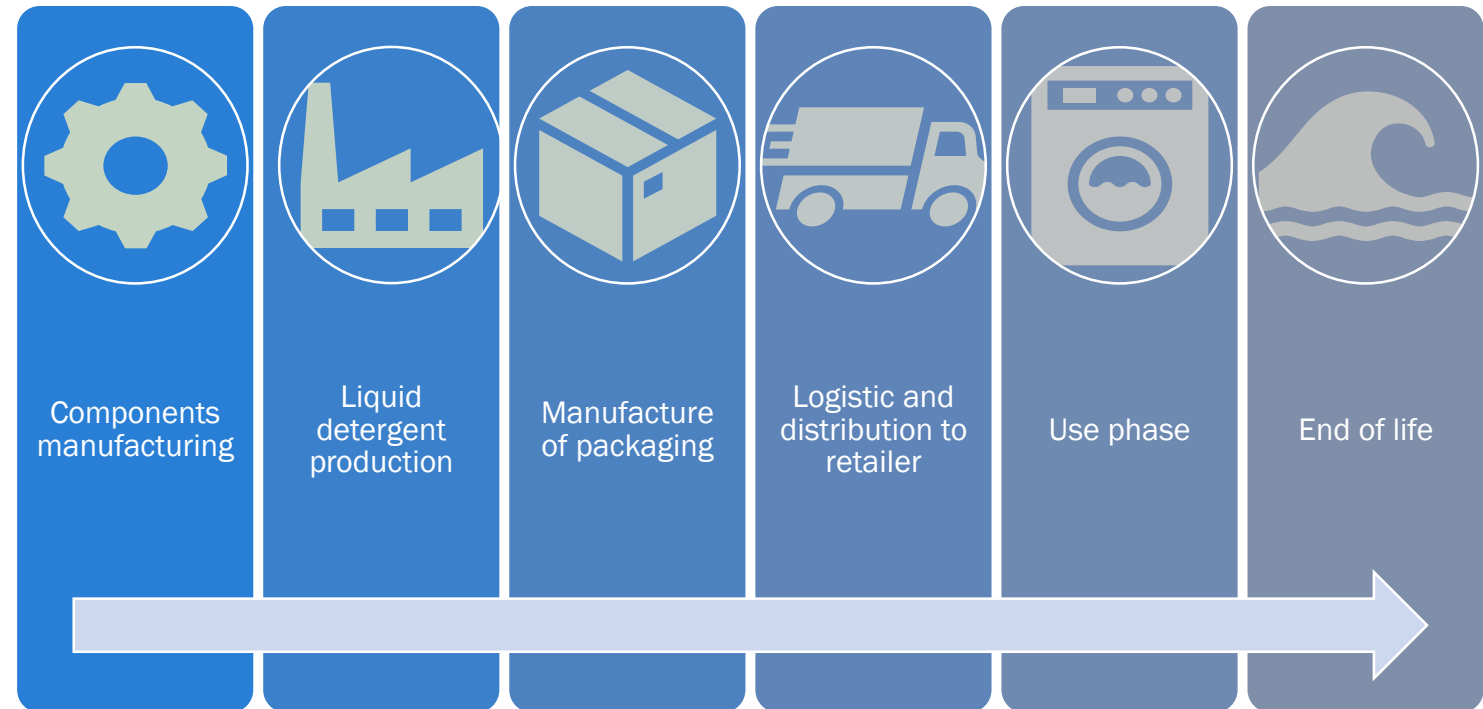 Components
manufacturing
Liquid
detergent
production
Manufacture
of packaging
Logistic and
distribution to
retailer
Use phase
End of life